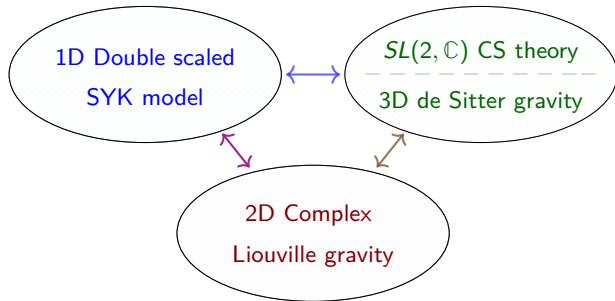 1D Double scaled
SYK model
SL(2, ℂ) CS theory
3D de Sitter gravity
2D Complex
Liouville gravity